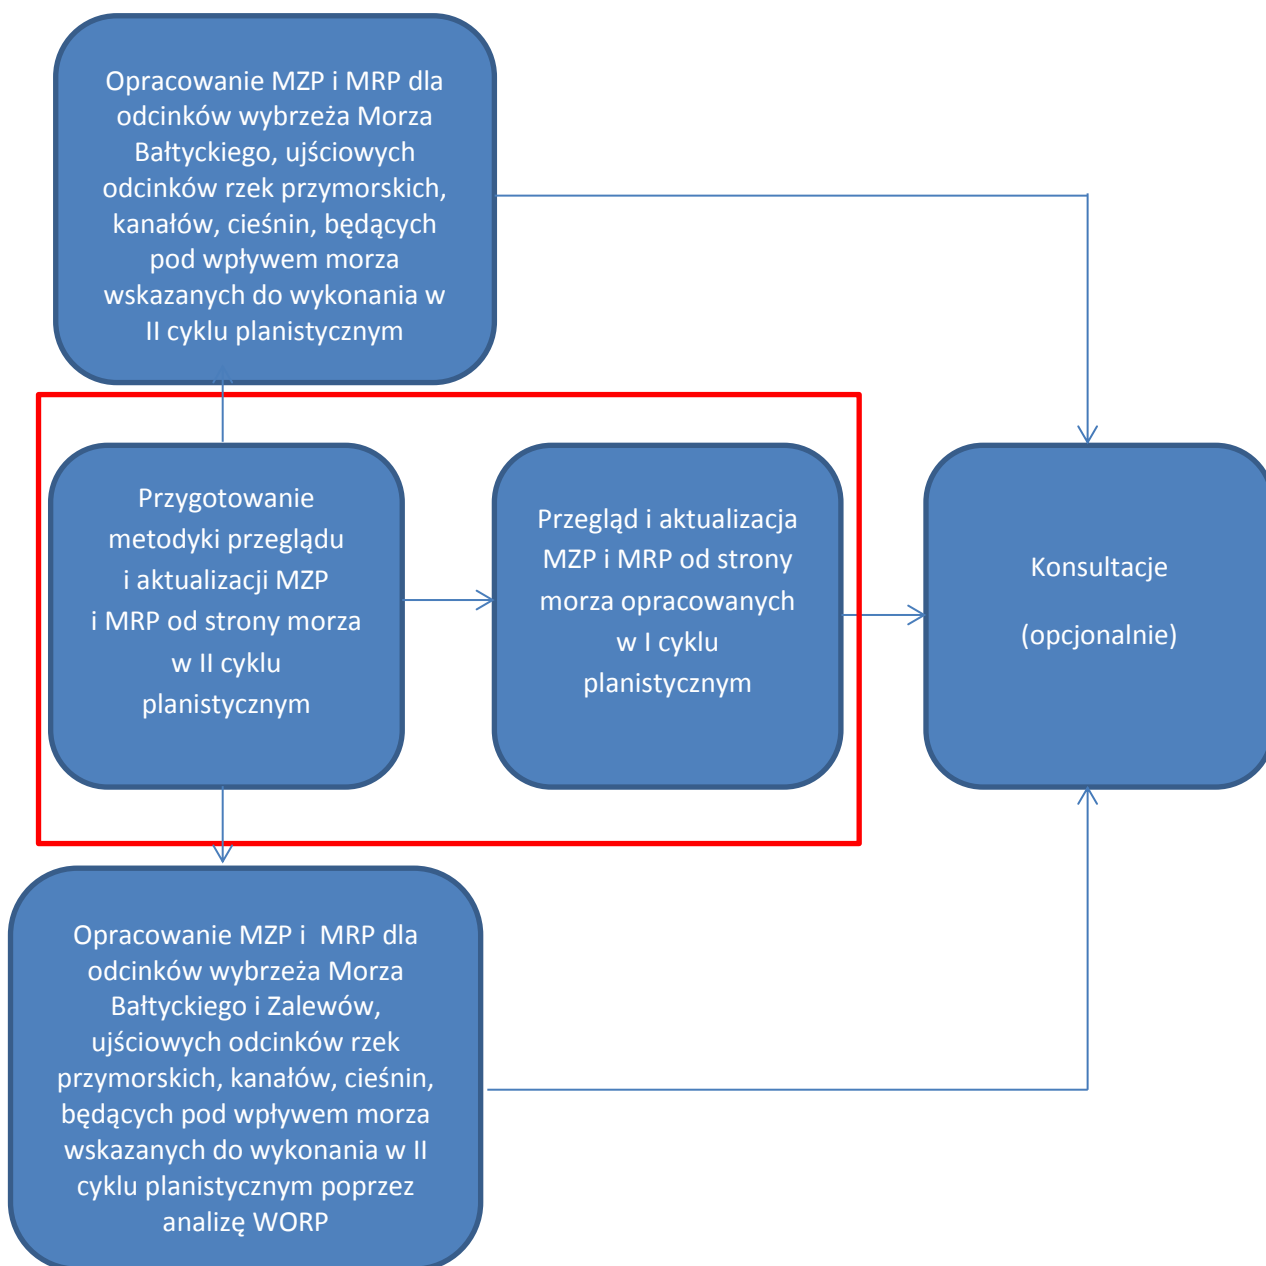 Opracowanie MZP i MRP dla
odcinków wybrzeża Morza
Bałtyckiego, ujściowych
odcinków rzek przymorskich,
kanałów, cieśnin, będących
pod wpływem morza
wskazanych do wykonania w
II cyklu planistycznym
Przygotowanie
metodyki przeglądu
i aktualizacji MZP
i MRP od strony morza
w II cyklu
planistycznym
Przegląd i aktualizacja
MZP i MRP od strony
morza opracowanych
w I cyklu
planistycznym
Konsultacje
(opcjonalnie)
Opracowanie MZP i  MRP dla
odcinków wybrzeża Morza
Bałtyckiego i Zalewów,
ujściowych odcinków rzek
przymorskich, kanałów, cieśnin,
będących pod wpływem morza
wskazanych do wykonania w II
cyklu planistycznym poprzez
analizę WORP